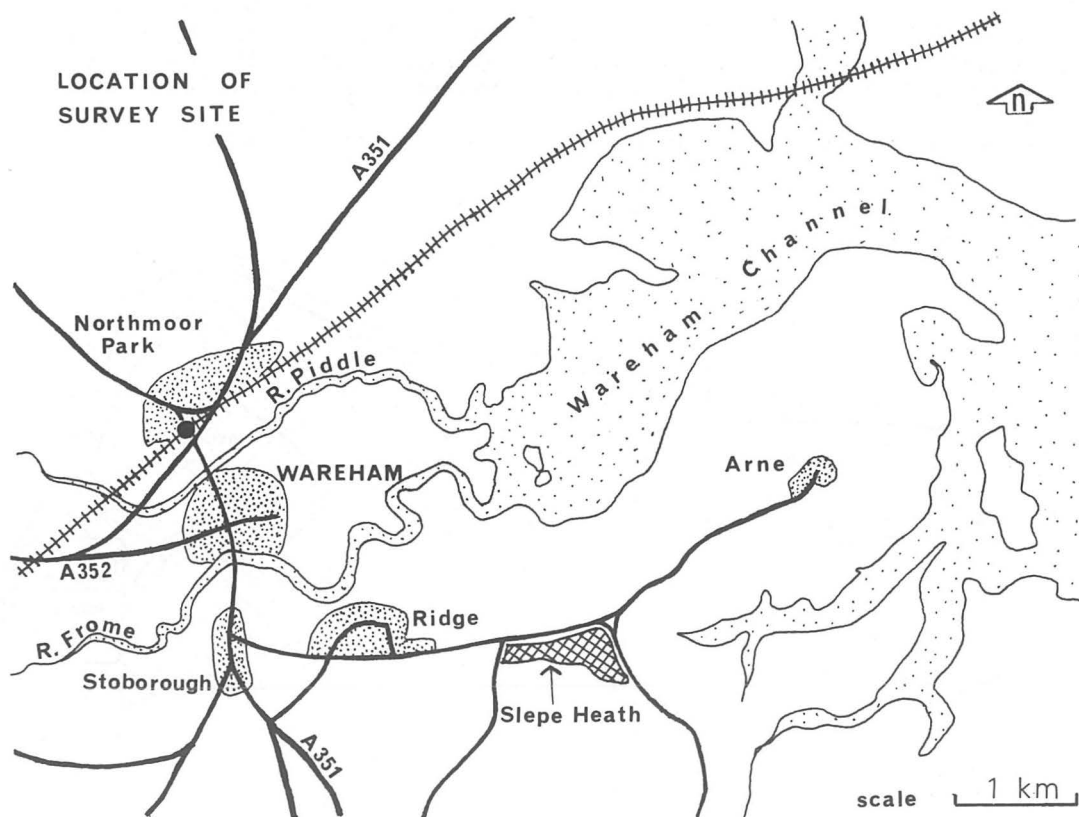 LOCATION OF
SURVEY SITE
n
A351
Wareham Channel
Northmoor
Park
R. Piddle
WAREHAM
Arne
A352
R. Frome
Ridge
Stoborough
Slepe Heath
A351
scale 1 km